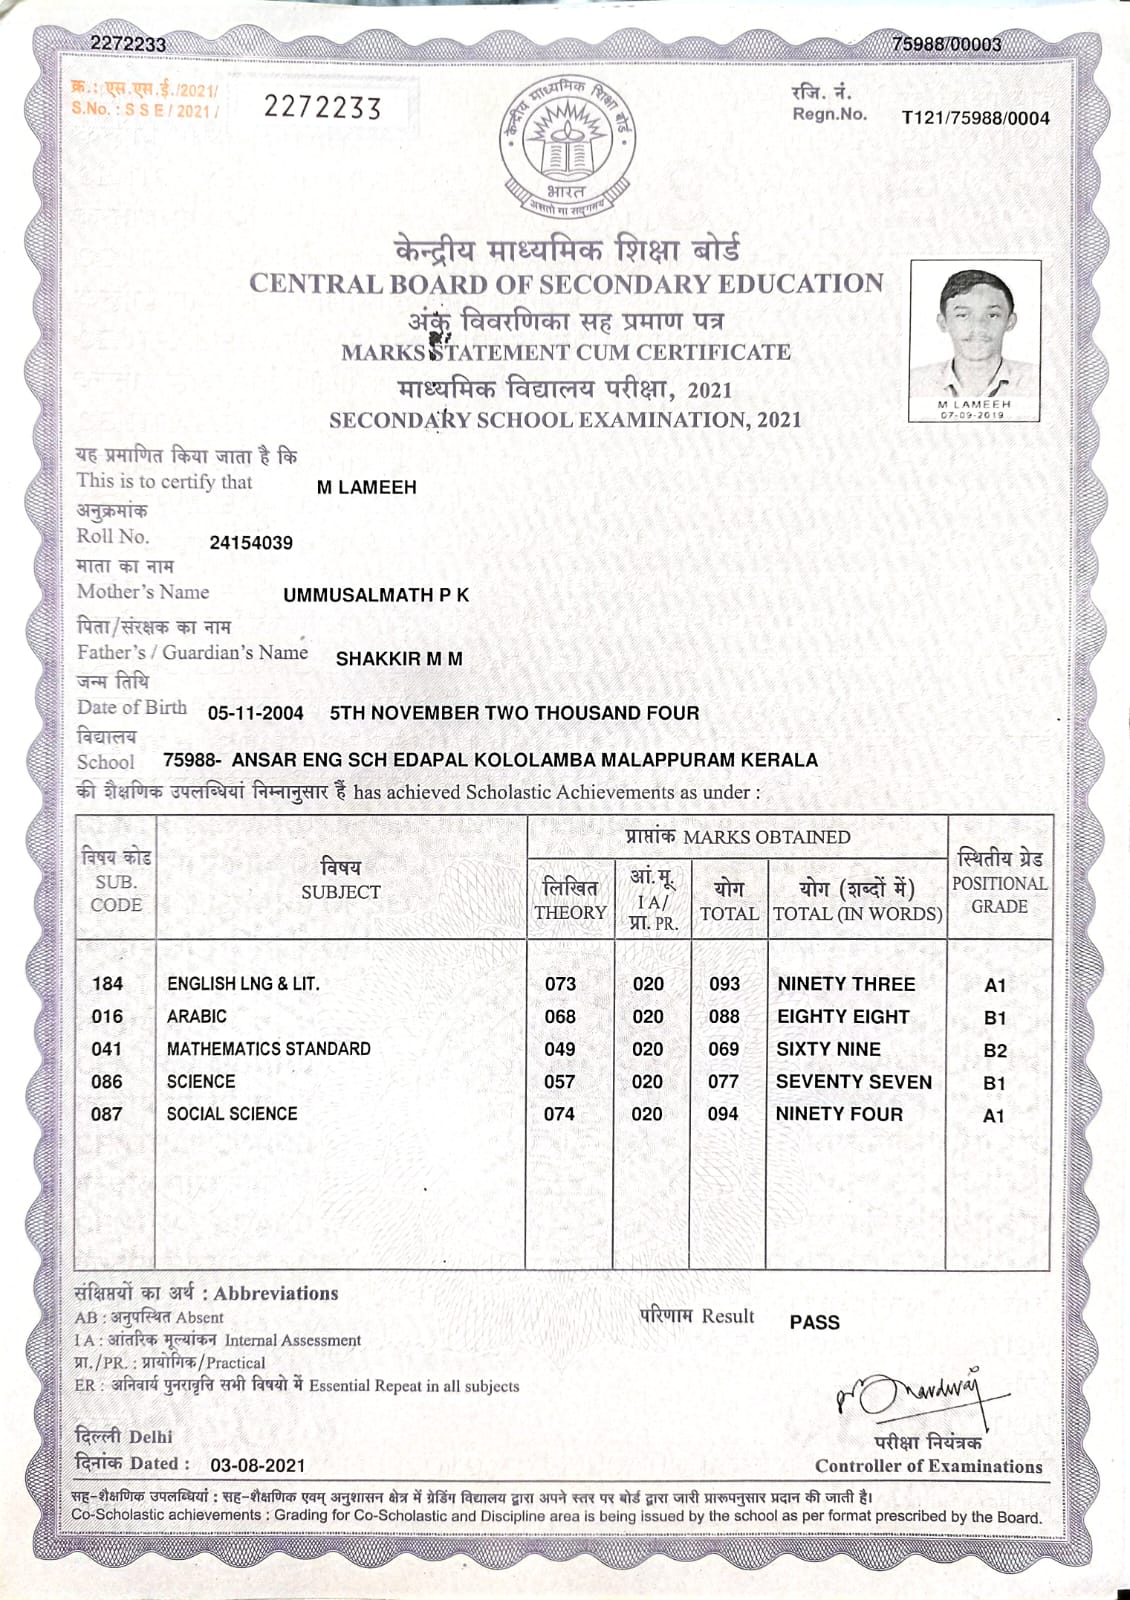 2272233
75988/00003
क्र.: एस.एस.ई./2021/
S.No. : S S E / 2021 /
2272233
रजि. नं.
Regn.No.
T121/75988/0004
केन्द्रीय माध्यमिक शिक्षा बोर्ड
भारत
असतो मा सद्गमय
केन्द्रीय माध्यमिक शिक्षा बोर्ड
CENTRAL BOARD OF SECONDARY EDUCATION
अंक विवरणिका सह प्रमाण पत्र
MARKS STATEMENT CUM CERTIFICATE
माध्यमिक विद्यालय परीक्षा, 2021
SECONDARY SCHOOL EXAMINATION, 2021
M LAMEEH
07-09-2019
यह प्रमाणित किया जाता है कि
This is to certify that M LAMEEH
अनुक्रमांक
Roll No. 24154039
माता का नाम
Mother's Name UMMUSALMATH P K
पिता/संरक्षक का नाम
Father's / Guardian's Name SHAKKIR M M
जन्म तिथि
Date of Birth 05-11-2004 5TH NOVEMBER TWO THOUSAND FOUR
विद्यालय
School 75988- ANSAR ENG SCH EDAPAL KOLOLAMBA MALAPPURAM KERALA
की शैक्षणिक उपलब्धियां निम्नानुसार हैं has achieved Scholastic Achievements as under :
विषय कोड
SUB.
CODE
विषय
SUBJECT
प्राप्तांक MARKS OBTAINED
लिखित
THEORY
आं.मू.
I A/
प्रा. PR.
योग
TOTAL
योग (शब्दों में)
TOTAL (IN WORDS)
स्थितीय ग्रेड
POSITIONAL
GRADE
184 ENGLISH LNG & LIT. 073 020 093 NINETY THREE A1
016 ARABIC 068 020 088 EIGHTY EIGHT B1
041 MATHEMATICS STANDARD 049 020 069 SIXTY NINE B2
086 SCIENCE 057 020 077 SEVENTY SEVEN B1
087 SOCIAL SCIENCE 074 020 094 NINETY FOUR A1
संक्षिप्तियों का अर्थ : Abbreviations
AB : अनुपस्थित Absent
I A : आंतरिक मूल्यांकन Internal Assessment
प्रा./PR. : प्रायोगिक/Practical
ER : अनिवार्य पुनरावृत्ति सभी विषयो में Essential Repeat in all subjects
परिणाम Result PASS
दिल्ली Delhi
दिनांक Dated : 03-08-2021
परीक्षा नियंत्रक
Controller of Examinations
सह-शैक्षणिक उपलब्धियां : सह-शैक्षणिक एवम् अनुशासन क्षेत्र में ग्रेडिंग विद्यालय द्वारा अपने स्तर पर बोर्ड द्वारा जारी प्रारूपनुसार प्रदान की जाती है।
Co-Scholastic achievements : Grading for Co-Scholastic and Discipline area is being issued by the school as per format prescribed by the Board.